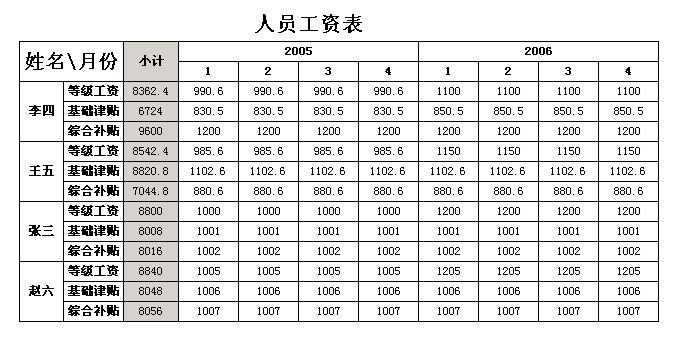 人员工资表
姓名\月份 小计 2005 2006
1 2 3 4 1 2 3 4
李四 等级工资 8362.4 990.6 990.6 990.6 990.6 1100 1100 1100 1100
基础津贴 6724 830.5 830.5 830.5 830.5 850.5 850.5 850.5 850.5
综合补贴 9600 1200 1200 1200 1200 1200 1200 1200 1200
王五 等级工资 8542.4 985.6 985.6 985.6 985.6 1150 1150 1150 1150
基础津贴 8820.8 1102.6 1102.6 1102.6 1102.6 1102.6 1102.6 1102.6 1102.6
综合补贴 7044.8 880.6 880.6 880.6 880.6 880.6 880.6 880.6 880.6
张三 等级工资 8800 1000 1000 1000 1000 1200 1200 1200 1200
基础津贴 8008 1001 1001 1001 1001 1001 1001 1001 1001
综合补贴 8016 1002 1002 1002 1002 1002 1002 1002 1002
赵六 等级工资 8840 1005 1005 1005 1005 1205 1205 1205 1205
基础津贴 8048 1006 1006 1006 1006 1006 1006 1006 1006
综合补贴 8056 1007 1007 1007 1007 1007 1007 1007 1007